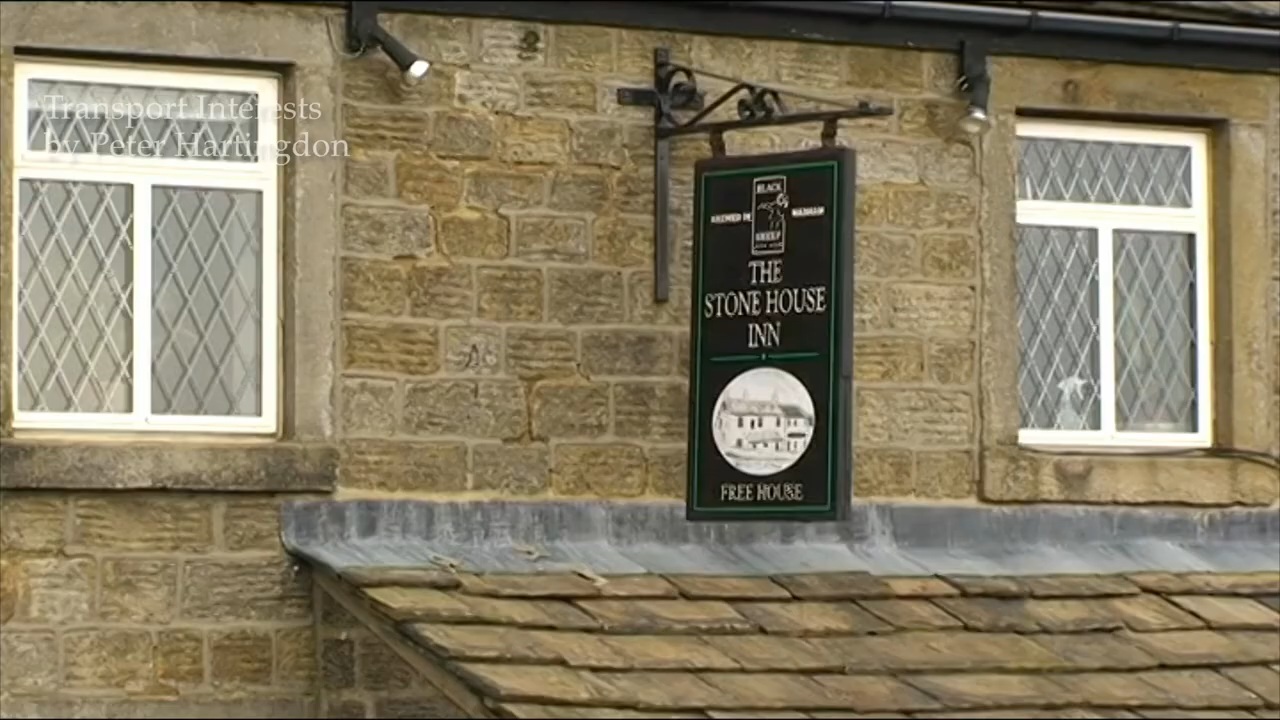 Transport Interests
by Peter Hartingdon
BLACK
SHEEP
THE
STONE HOUSE
INN
FREE HOUSE